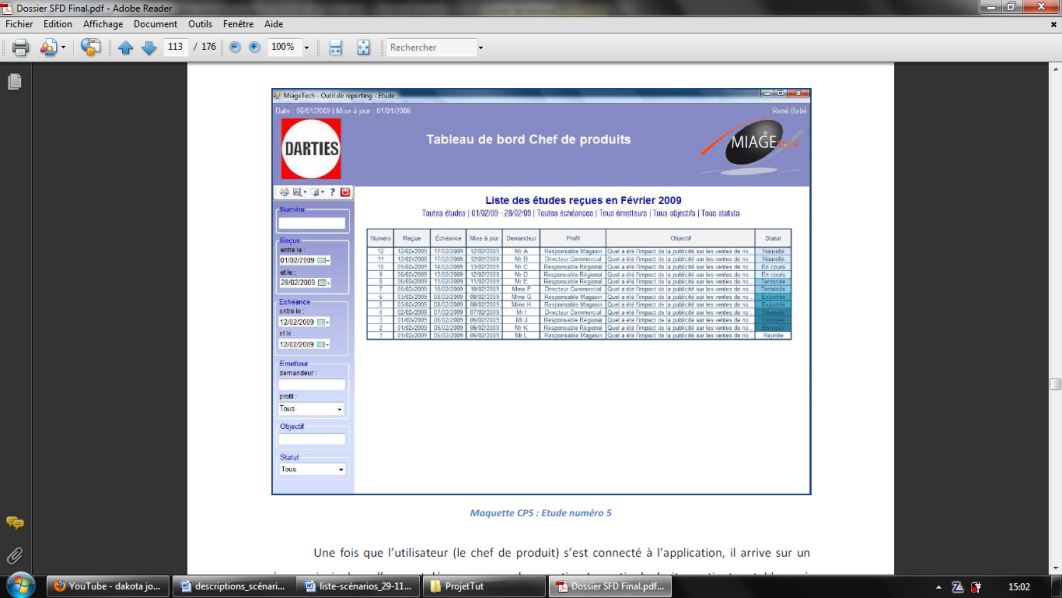 Dossier SFD Final.pdf - Adobe Reader
Fichier Edition Affichage Document Outils Fenêtre Aide
113 / 176 100% Rechercher
MiageTech - Outil de reporting - Etude
Date : 06/01/2009 | Mise à jour : 01/01/2008 René Babé
DARTIES
Tableau de bord Chef de produits
MIAGE
Numéro
Reçue
entre le :
01/02/2009
et le :
28/02/2009
Echéance
entre le :
12/02/2009
et le
12/02/2009
Emetteur
demandeur :
profil :
Tous
Objectif
Statut
Tous
Liste des études reçues en Février 2009
Toutes études | 01/02/09 - 28/02/09 | Toutes échéances | Tous émetteurs | Tous objectifs | Tous statuts
Numéro Reçue Échéance Mise à jour Demandeur Profil Objectif Statut
12 12/02/2009 17/02/2009 12/02/2009 Mr A Responsable Magasin Quel a été l'impact de la publicité sur les ventes de no... Nouvelle
11 12/02/2009 17/02/2009 12/02/2009 Mr B Directeur Commercial Quel a été l'impact de la publicité sur les ventes de no... Nouvelle
10 09/02/2009 14/02/2009 13/02/2009 Mr C Responsable Régional Quel a été l'impact de la publicité sur les ventes de no... En cours
9 08/02/2009 13/02/2009 12/02/2009 Mr D Responsable Régional Quel a été l'impact de la publicité sur les ventes de no... En cours
8 06/02/2009 11/02/2009 11/02/2009 Mr E Responsable Régional Quel a été l'impact de la publicité sur les ventes de no... Terminée
7 05/02/2009 10/02/2009 10/02/2009 Mme F Directeur Commercial Quel a été l'impact de la publicité sur les ventes de no... Terminée
6 03/02/2009 08/02/2009 08/02/2009 Mme G Responsable Magasin Quel a été l'impact de la publicité sur les ventes de no... Exportée
5 03/02/2009 08/02/2009 08/02/2009 Mme H Responsable Magasin Quel a été l'impact de la publicité sur les ventes de no... Exportée
4 02/02/2009 07/02/2009 07/02/2009 Mr I Directeur Commercial Quel a été l'impact de la publicité sur les ventes de no...
3 01/02/2009 06/02/2009 06/02/2009 Mr J Responsable Magasin Quel a été l'impact de la publicité sur les ventes de no...
2 01/02/2009 06/02/2009 06/02/2009 Mr K Responsable Régional Quel a été l'impact de la publicité sur les ventes de no...
1 01/02/2009 06/02/2009 06/02/2009 Mr L Responsable Régional Quel a été l'impact de la publicité sur les ventes de no... Rejetée
Maquette CP5 : Etude numéro 5
Une fois que l'utilisateur (le chef de produit) s'est connecté à l'application, il arrive sur un
YouTube - dakota jo... descriptions_scénari... liste-scénarios_29-11... ProjetTut Dossier SFD Final.pdf... 15:02